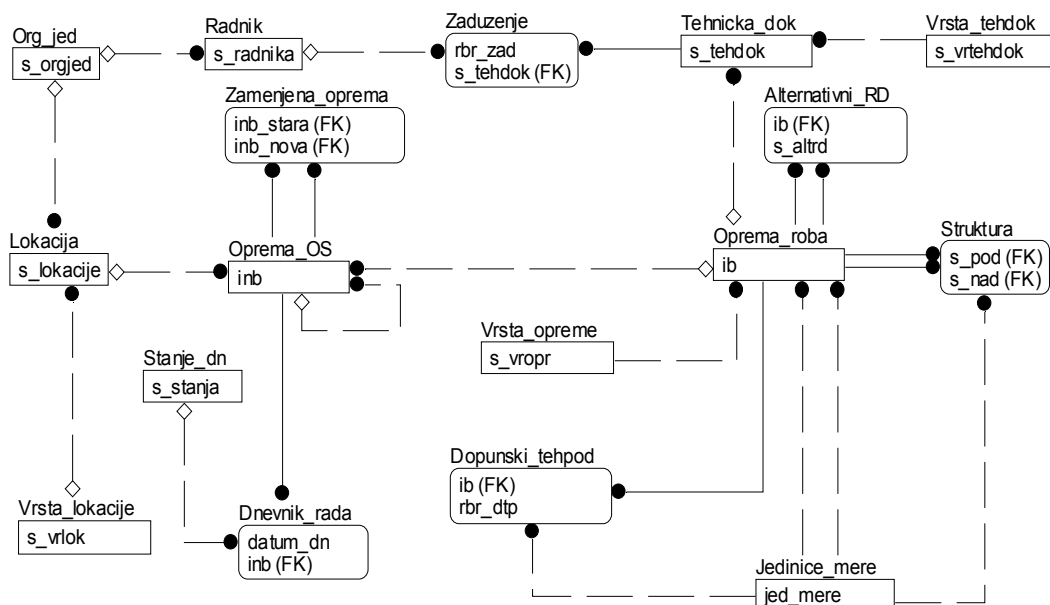 Org_jed
s_orgjed
Radnik
s_radnika
Zaduzenje
rbr_zad
s_tehdok (FK)
Tehnicka_dok
s_tehdok
Vrsta_tehdok
s_vrtehdok
Zamenjena_oprema
inb_stara (FK)
inb_nova (FK)
Alternativni_RD
ib (FK)
s_altrd
Lokacija
s_lokacije
Oprema_OS
inb
Oprema_roba
ib
Struktura
s_pod (FK)
s_nad (FK)
Vrsta_opreme
s_vropr
Stanje_dn
s_stanja
Dopunski_tehpod
ib (FK)
rbr_dtp
Vrsta_lokacije
s_vrlok
Dnevnik_rada
datum_dn
inb (FK)
Jedinice_mere
jed_mere